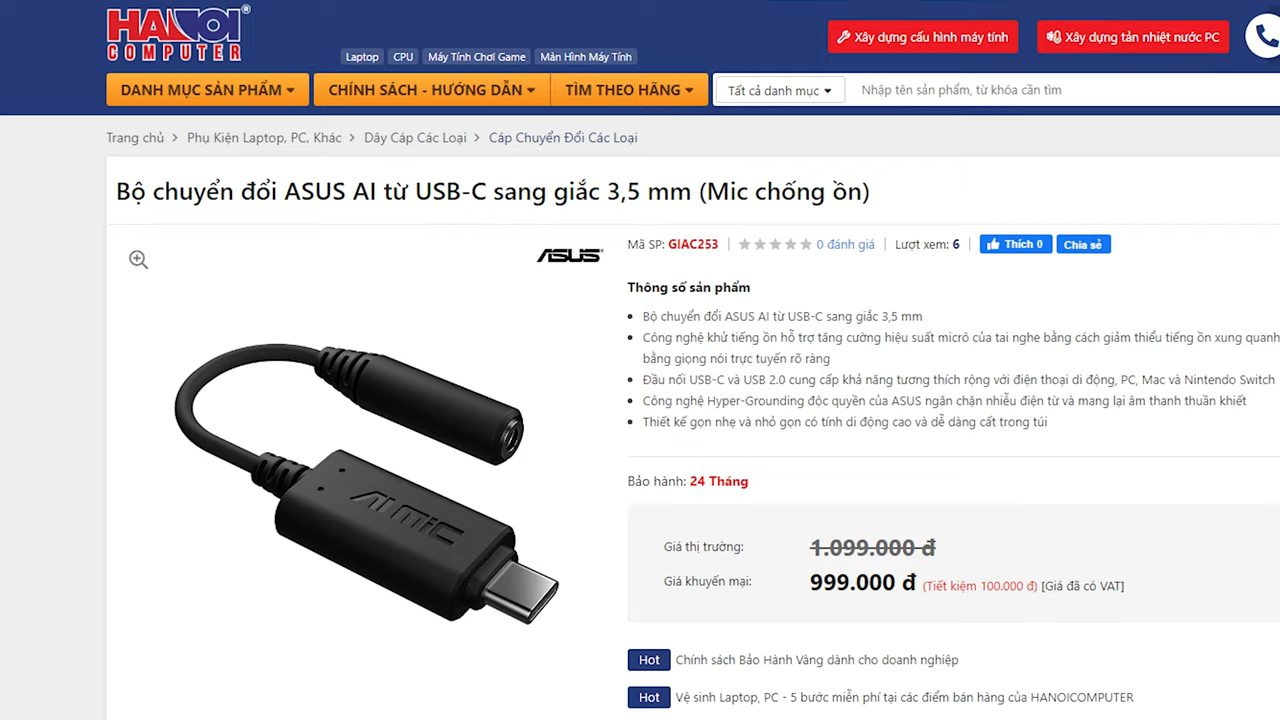 HANOI
COMPUTER
Laptop CPU Máy Tính Chơi Game Màn Hình Máy Tính
Xây dựng cấu hình máy tính
Xây dựng tản nhiệt nước PC
DANH MỤC SẢN PHẨM
CHÍNH SÁCH - HƯỚNG DẪN
TÌM THEO HÃNG
Tất cả danh mục
Nhập tên sản phẩm, từ khóa cần tìm
Trang chủ > Phụ Kiện Laptop, PC, Khác > Dây Cáp Các Loại > Cáp Chuyển Đổi Các Loại
Bộ chuyển đổi ASUS AI từ USB-C sang giắc 3,5 mm (Mic chống ồn)
ASUS
AI mic
Mã SP: GIAC253 | 0 đánh giá | Lượt xem: 6 | Thích 0 Chia sẻ
Thông số sản phẩm
Bộ chuyển đổi ASUS AI từ USB-C sang giắc 3,5 mm
Công nghệ khử tiếng ồn hỗ trợ tăng cường hiệu suất micrô của tai nghe bằng cách giảm thiểu tiếng ồn xung quanh
bằng giọng nói trực tuyến rõ ràng
Đầu nối USB-C và USB 2.0 cung cấp khả năng tương thích rộng với điện thoại di động, PC, Mac và Nintendo Switch
Công nghệ Hyper-Grounding độc quyền của ASUS ngăn chặn nhiễu điện từ và mang lại âm thanh thuần khiết
Thiết kế gọn nhẹ và nhỏ gọn có tính di động cao và dễ dàng cất trong túi
Bảo hành: 24 Tháng
Giá thị trường: 1.099.000 đ
Giá khuyến mại: 999.000 đ (Tiết kiệm 100.000 đ) [Giá đã có VAT]
Hot Chính sách Bảo Hành Vàng dành cho doanh nghiệp
Hot Vệ sinh Laptop, PC - 5 bước miễn phí tại các điểm bán hàng của HANOICOMPUTER